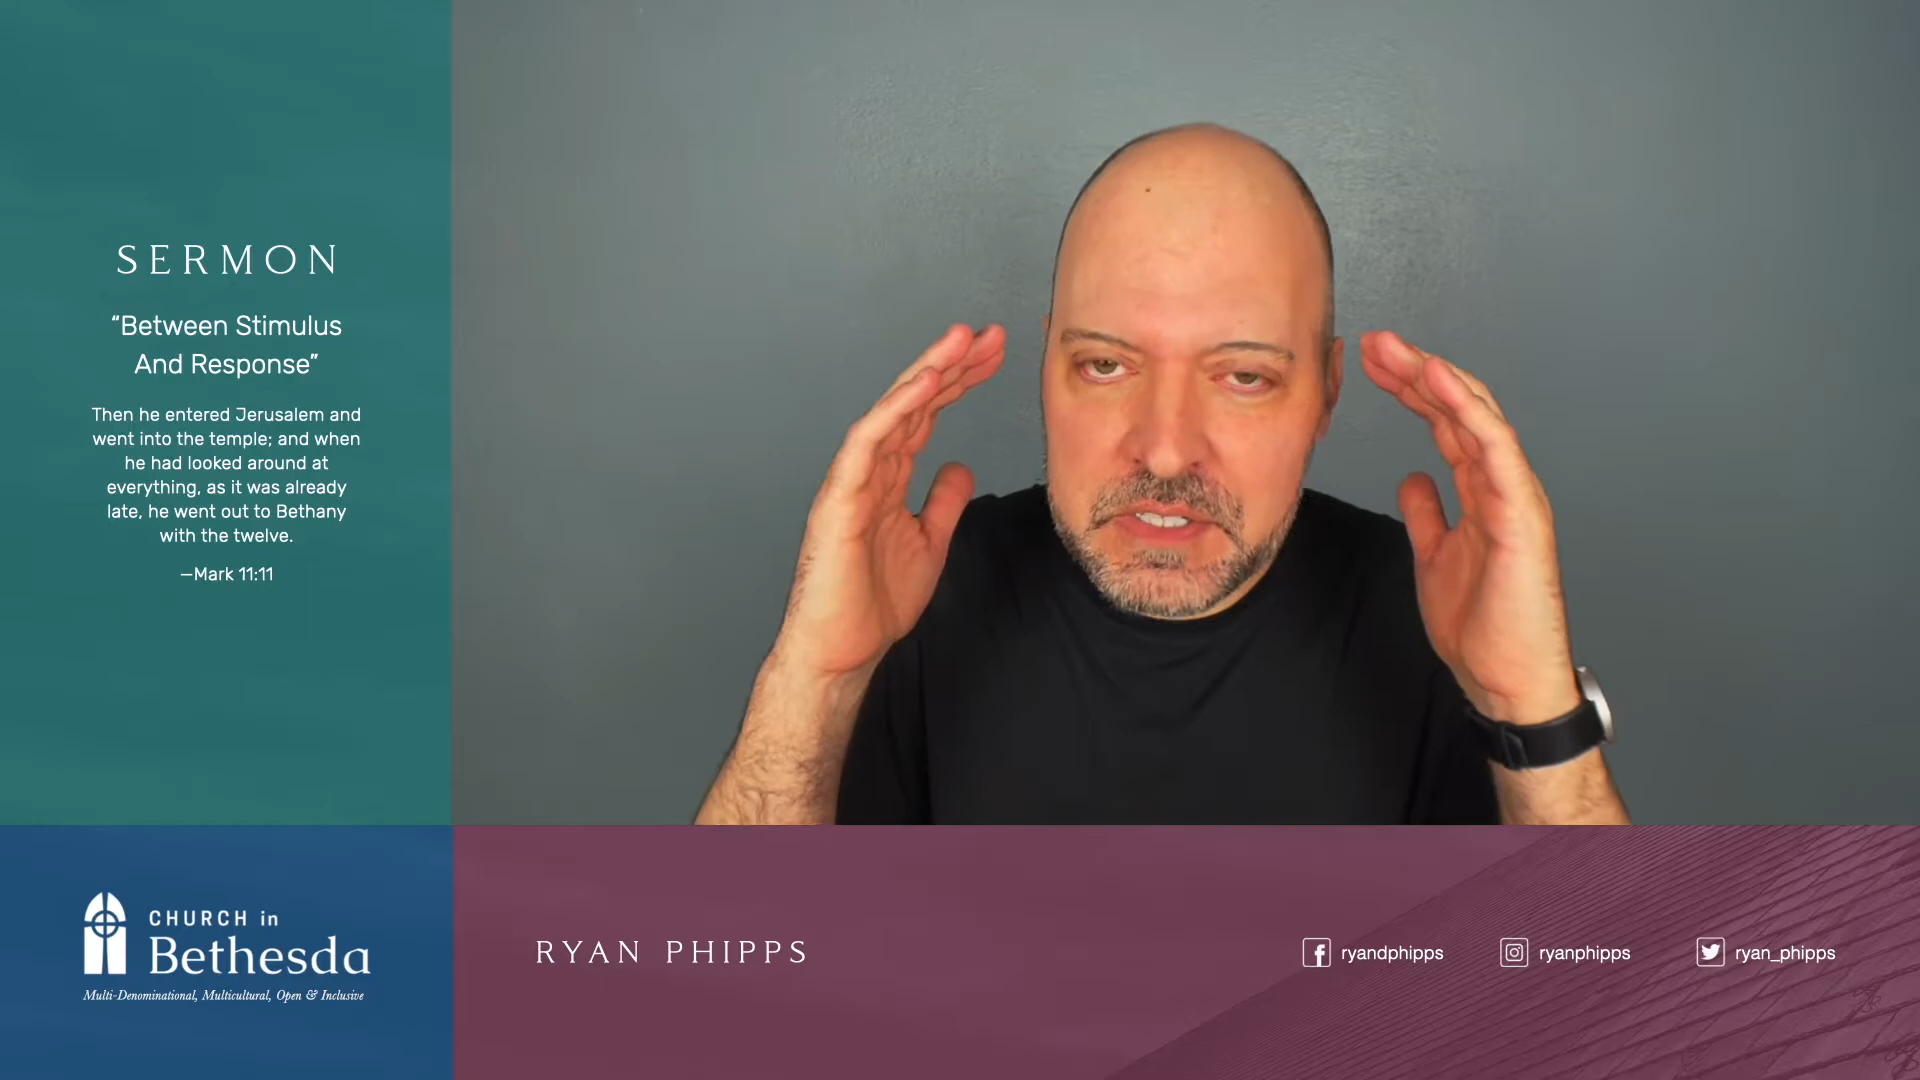 SERMON
“Between Stimulus
And Response”
Then he entered Jerusalem and
went into the temple; and when
he had looked around at
everything, as it was already
late, he went out to Bethany
with the twelve.
—Mark 11:11
CHURCH in
Bethesda
Multi-Denominational, Multicultural, Open & Inclusive
RYAN PHIPPS
ryandphipps
ryanphipps
ryan_phipps